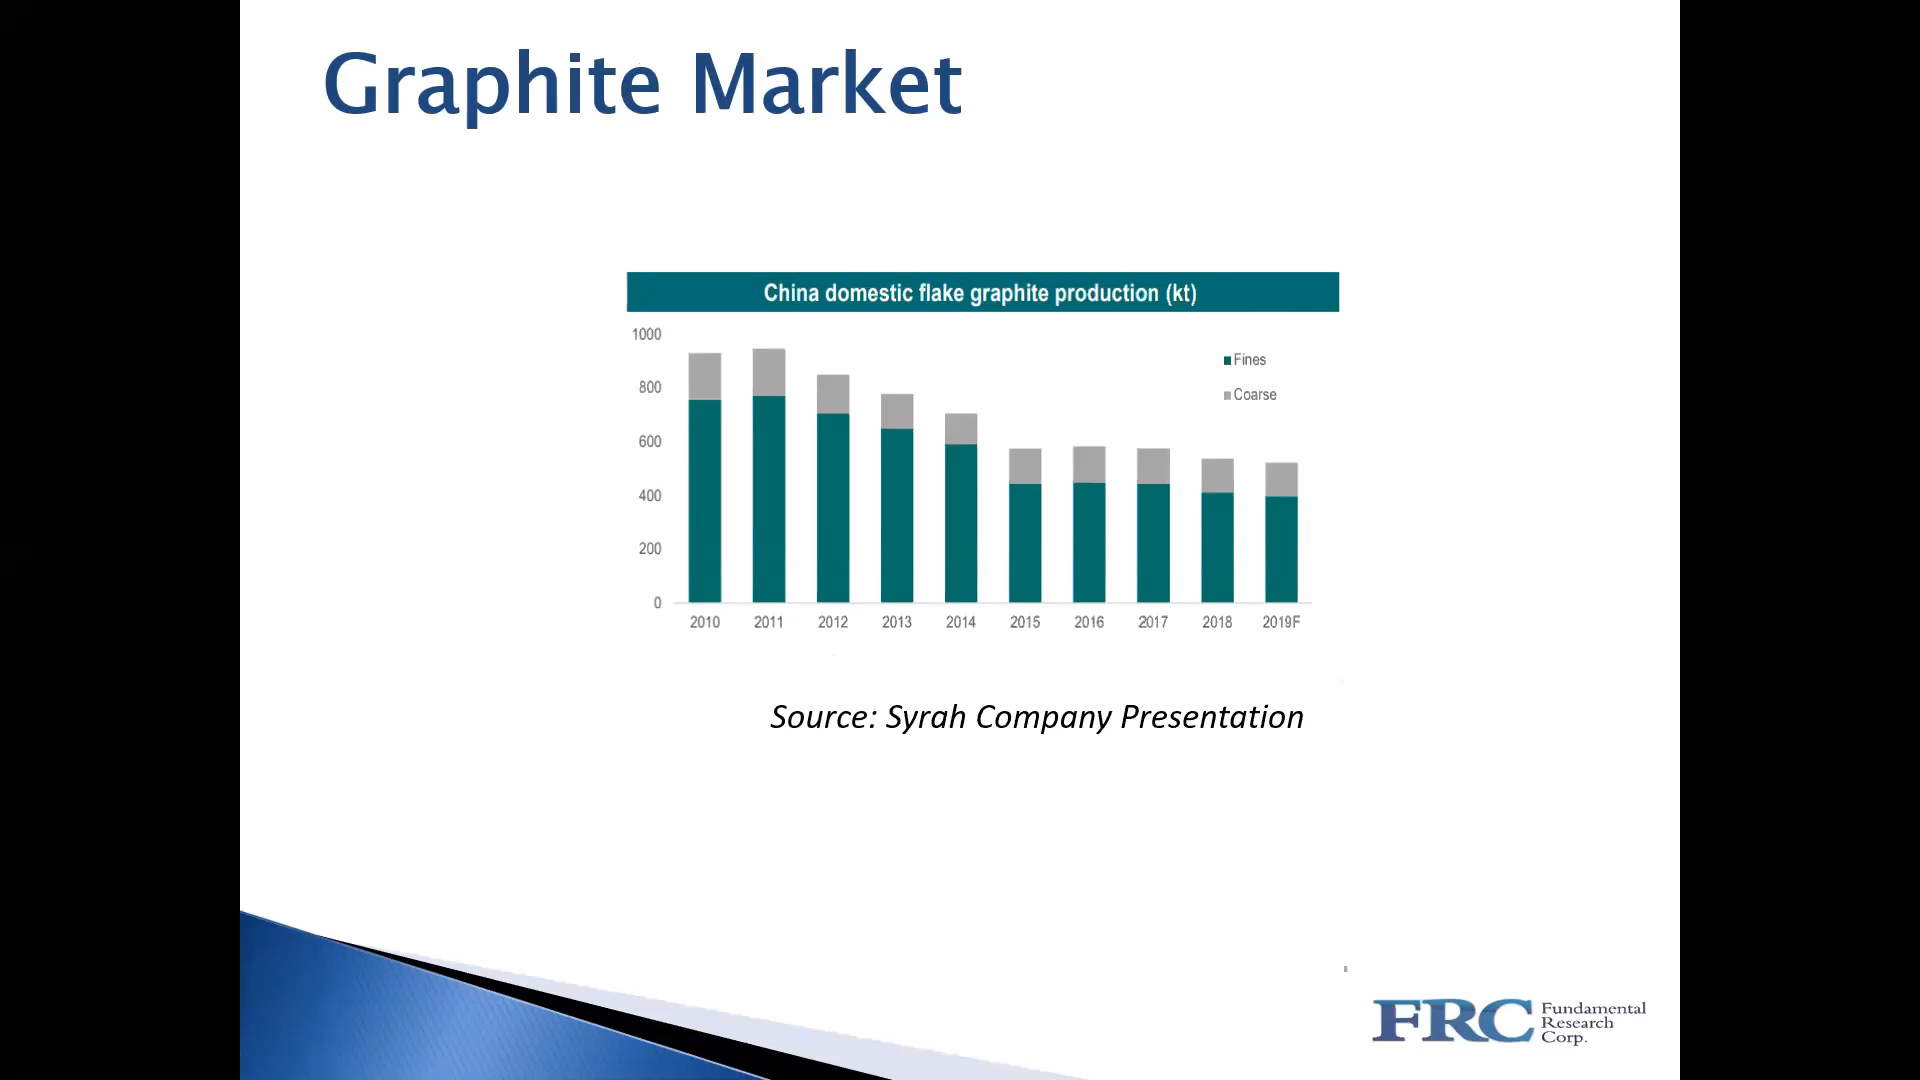 Graphite Market
China domestic flake graphite production (kt)
1000
800
600
400
200
0
Fines
Coarse
2010 2011 2012 2013 2014 2015 2016 2017 2018 2019F
Source: Syrah Company Presentation
FRC
Fundamental
Research
Corp.